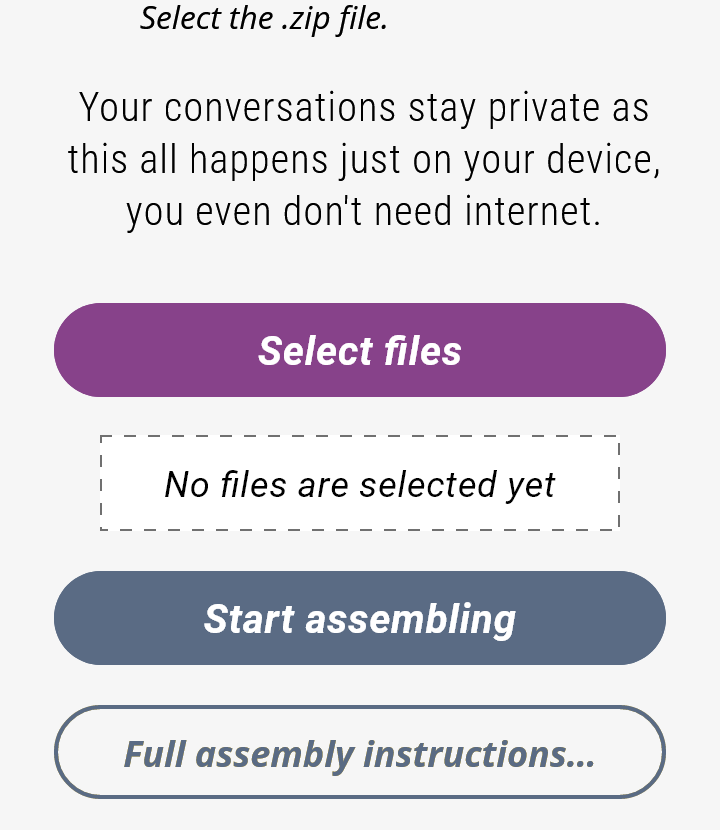 Select the .zip file.
Your conversations stay private as
this all happens just on your device,
you even don't need internet.
Select files
No files are selected yet
Start assembling
Full assembly instructions...